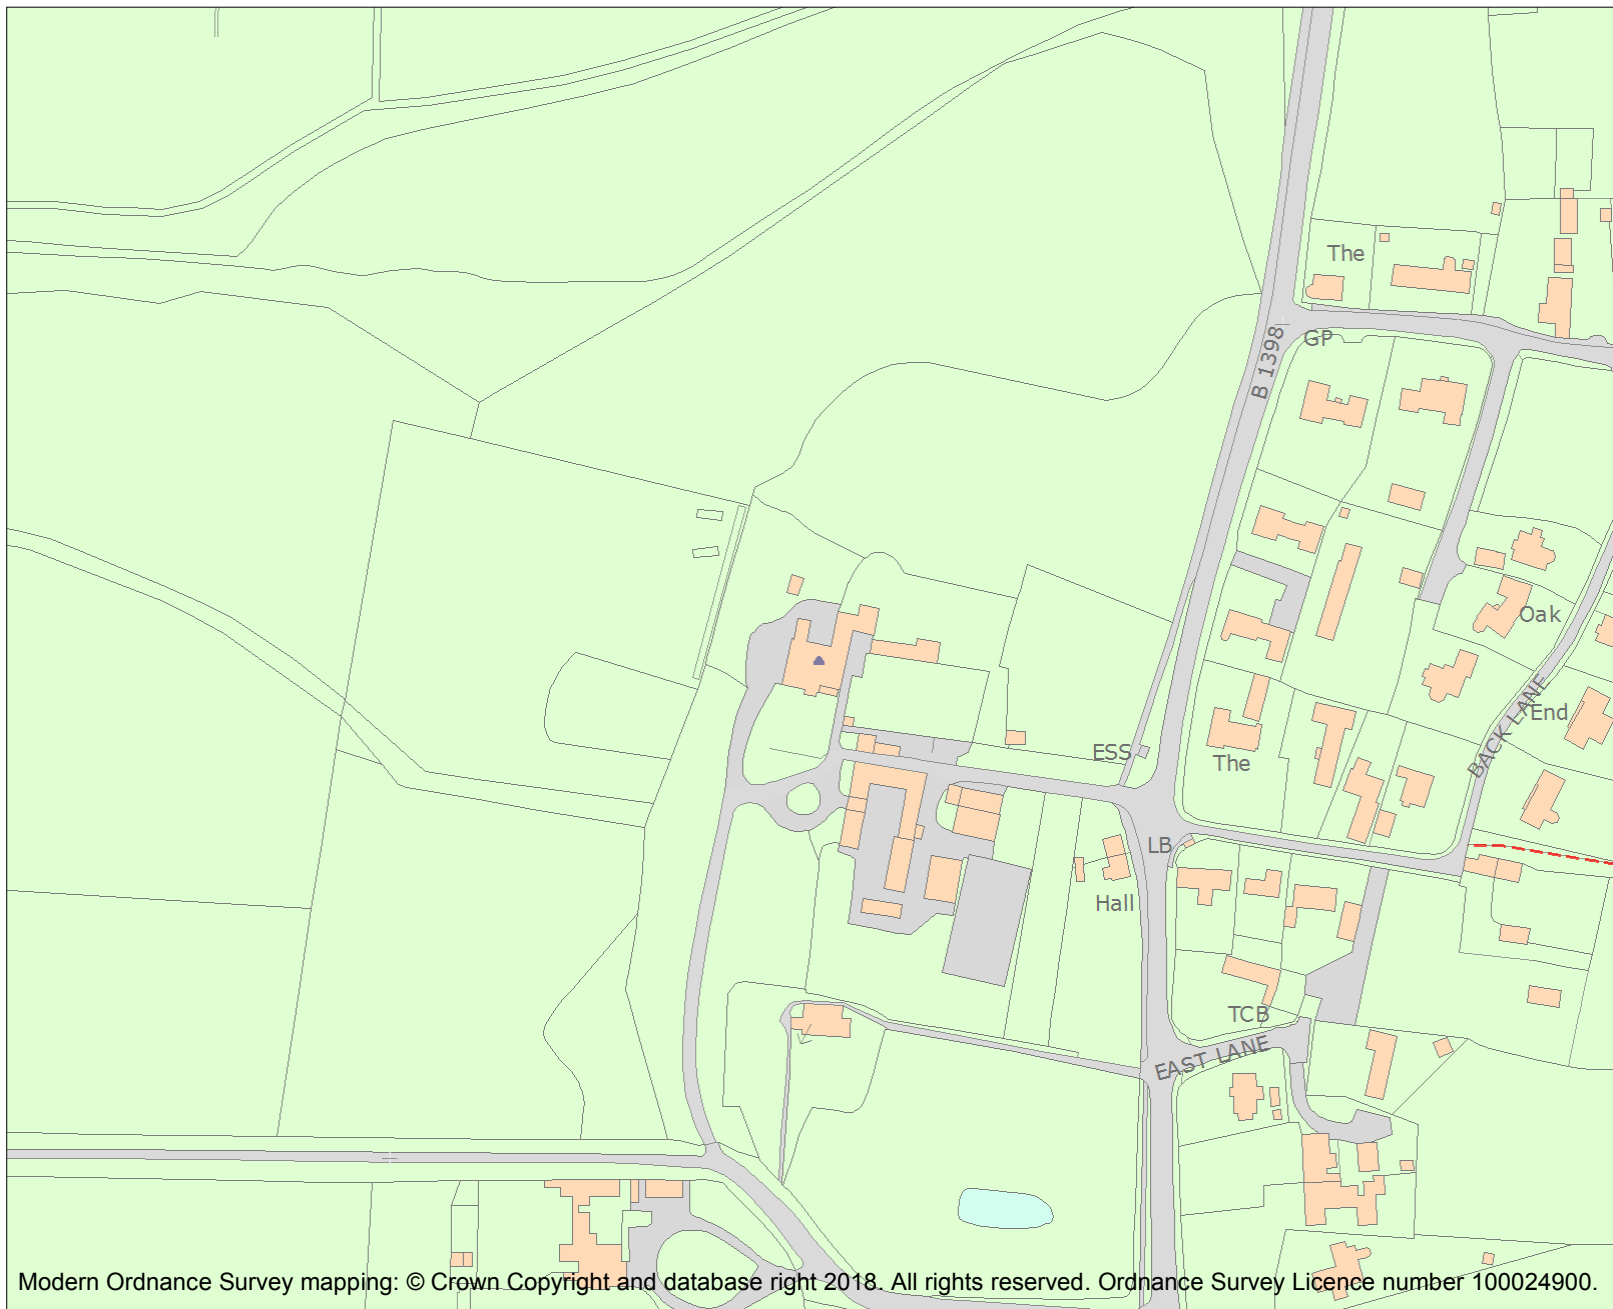 The
GP
B 1398
Oak
End
BACK LANE
ESS
The
LB
Hall
TCB
EAST LANE
Modern Ordnance Survey mapping: © Crown Copyright and database right 2018. All rights reserved. Ordnance Survey Licence number 100024900.